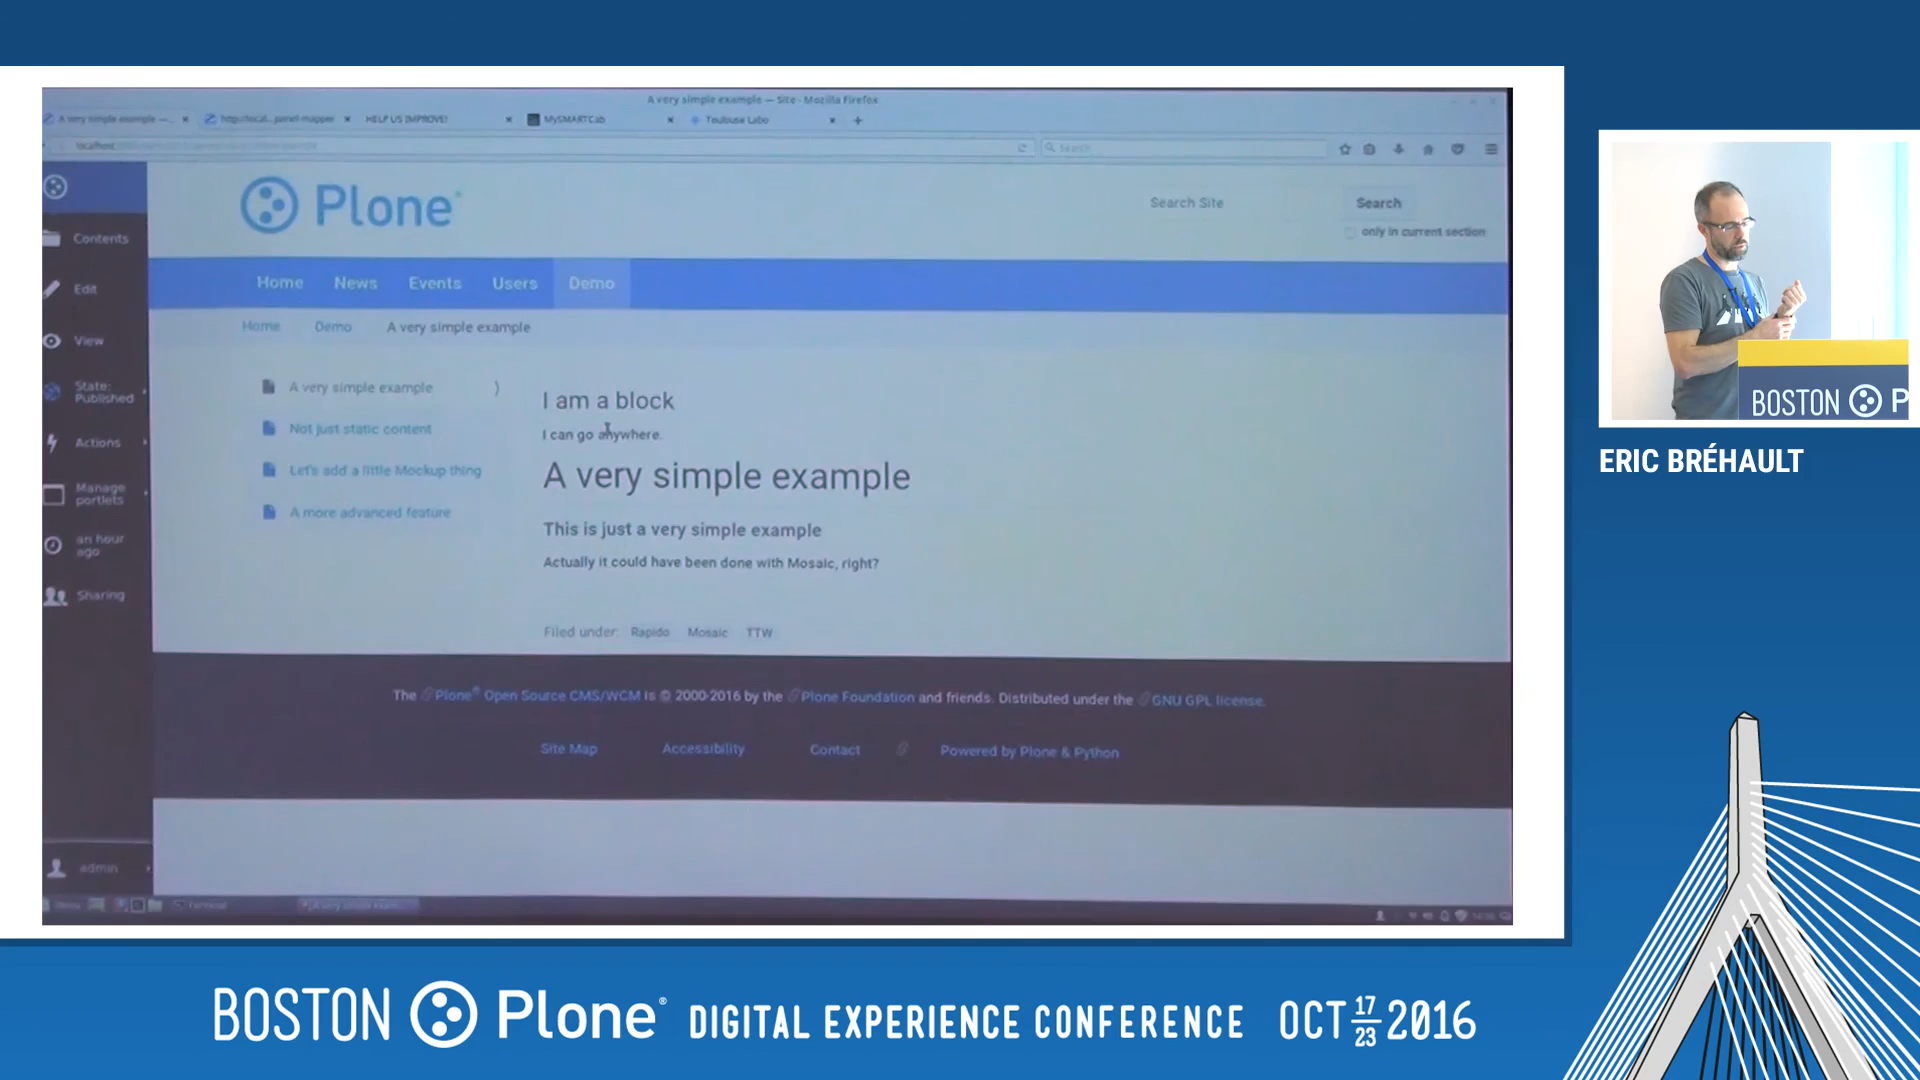 A very simple example — Site - Mozilla Firefox
A very simple example —...
HELP US IMPROVE!
MySMARTCab
Toulouse Labo
localhost
Search
Plone
Search Site
Search
only in current section
Contents
Edit
View
State:
Published
Actions
Manage
portlets
an hour
ago
Sharing
admin
Home
News
Events
Users
Demo
Home
Demo
A very simple example
A very simple example
Not just static content
Let's add a little Mockup thing
A more advanced feature
I am a block
I can go anywhere.
A very simple example
This is just a very simple example
Actually it could have been done with Mosaic, right?
Filed under: Rapido Mosaic TTW
The Plone® Open Source CMS/WCM is © 2000-2016 by the Plone Foundation and friends. Distributed under the GNU GPL license.
Site Map
Accessibility
Contact
Powered by Plone & Python
BOSTON P
ERIC BRÉHAULT
BOSTON Plone® DIGITAL EXPERIENCE CONFERENCE OCT 17 23 2016